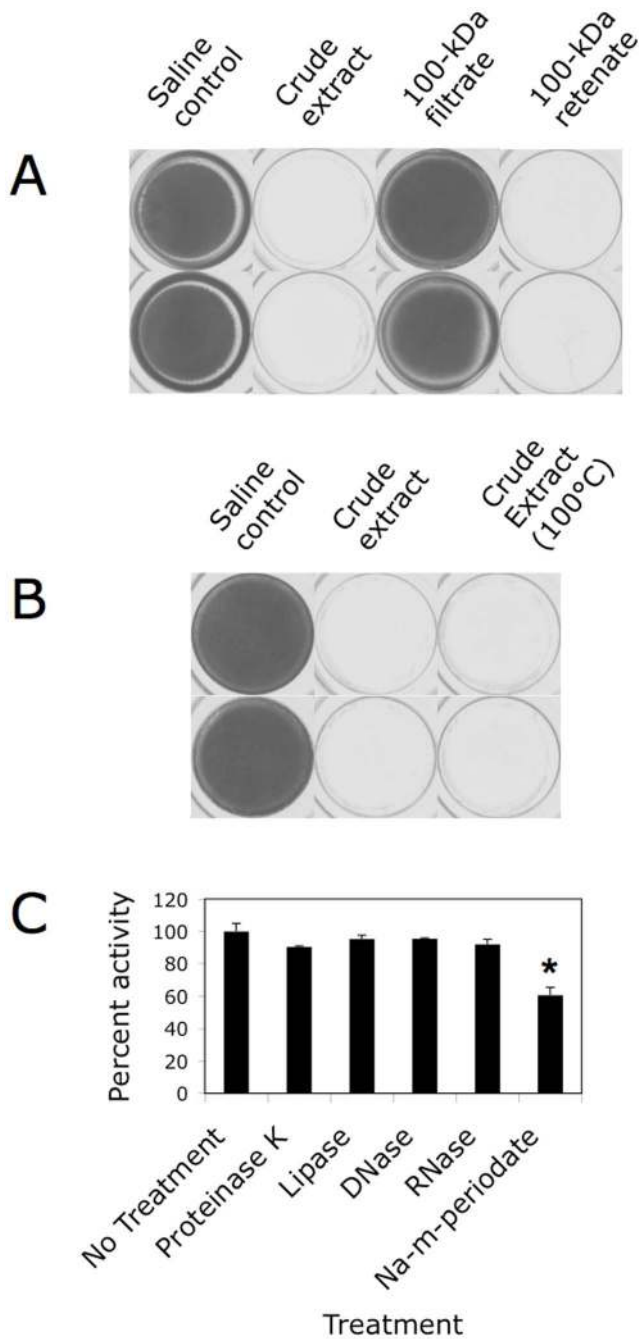 A
Saline
control
Crude
extract
100-kDa
filtrate
100-kDa
retenate
B
Saline
control
Crude
extract
Crude
Extract
(100°C)
C
Percent activity
120
100
80
60
40
20
0
*
No Treatment
Proteinase K
Lipase
DNase
RNase
Na-m-periodate
Treatment